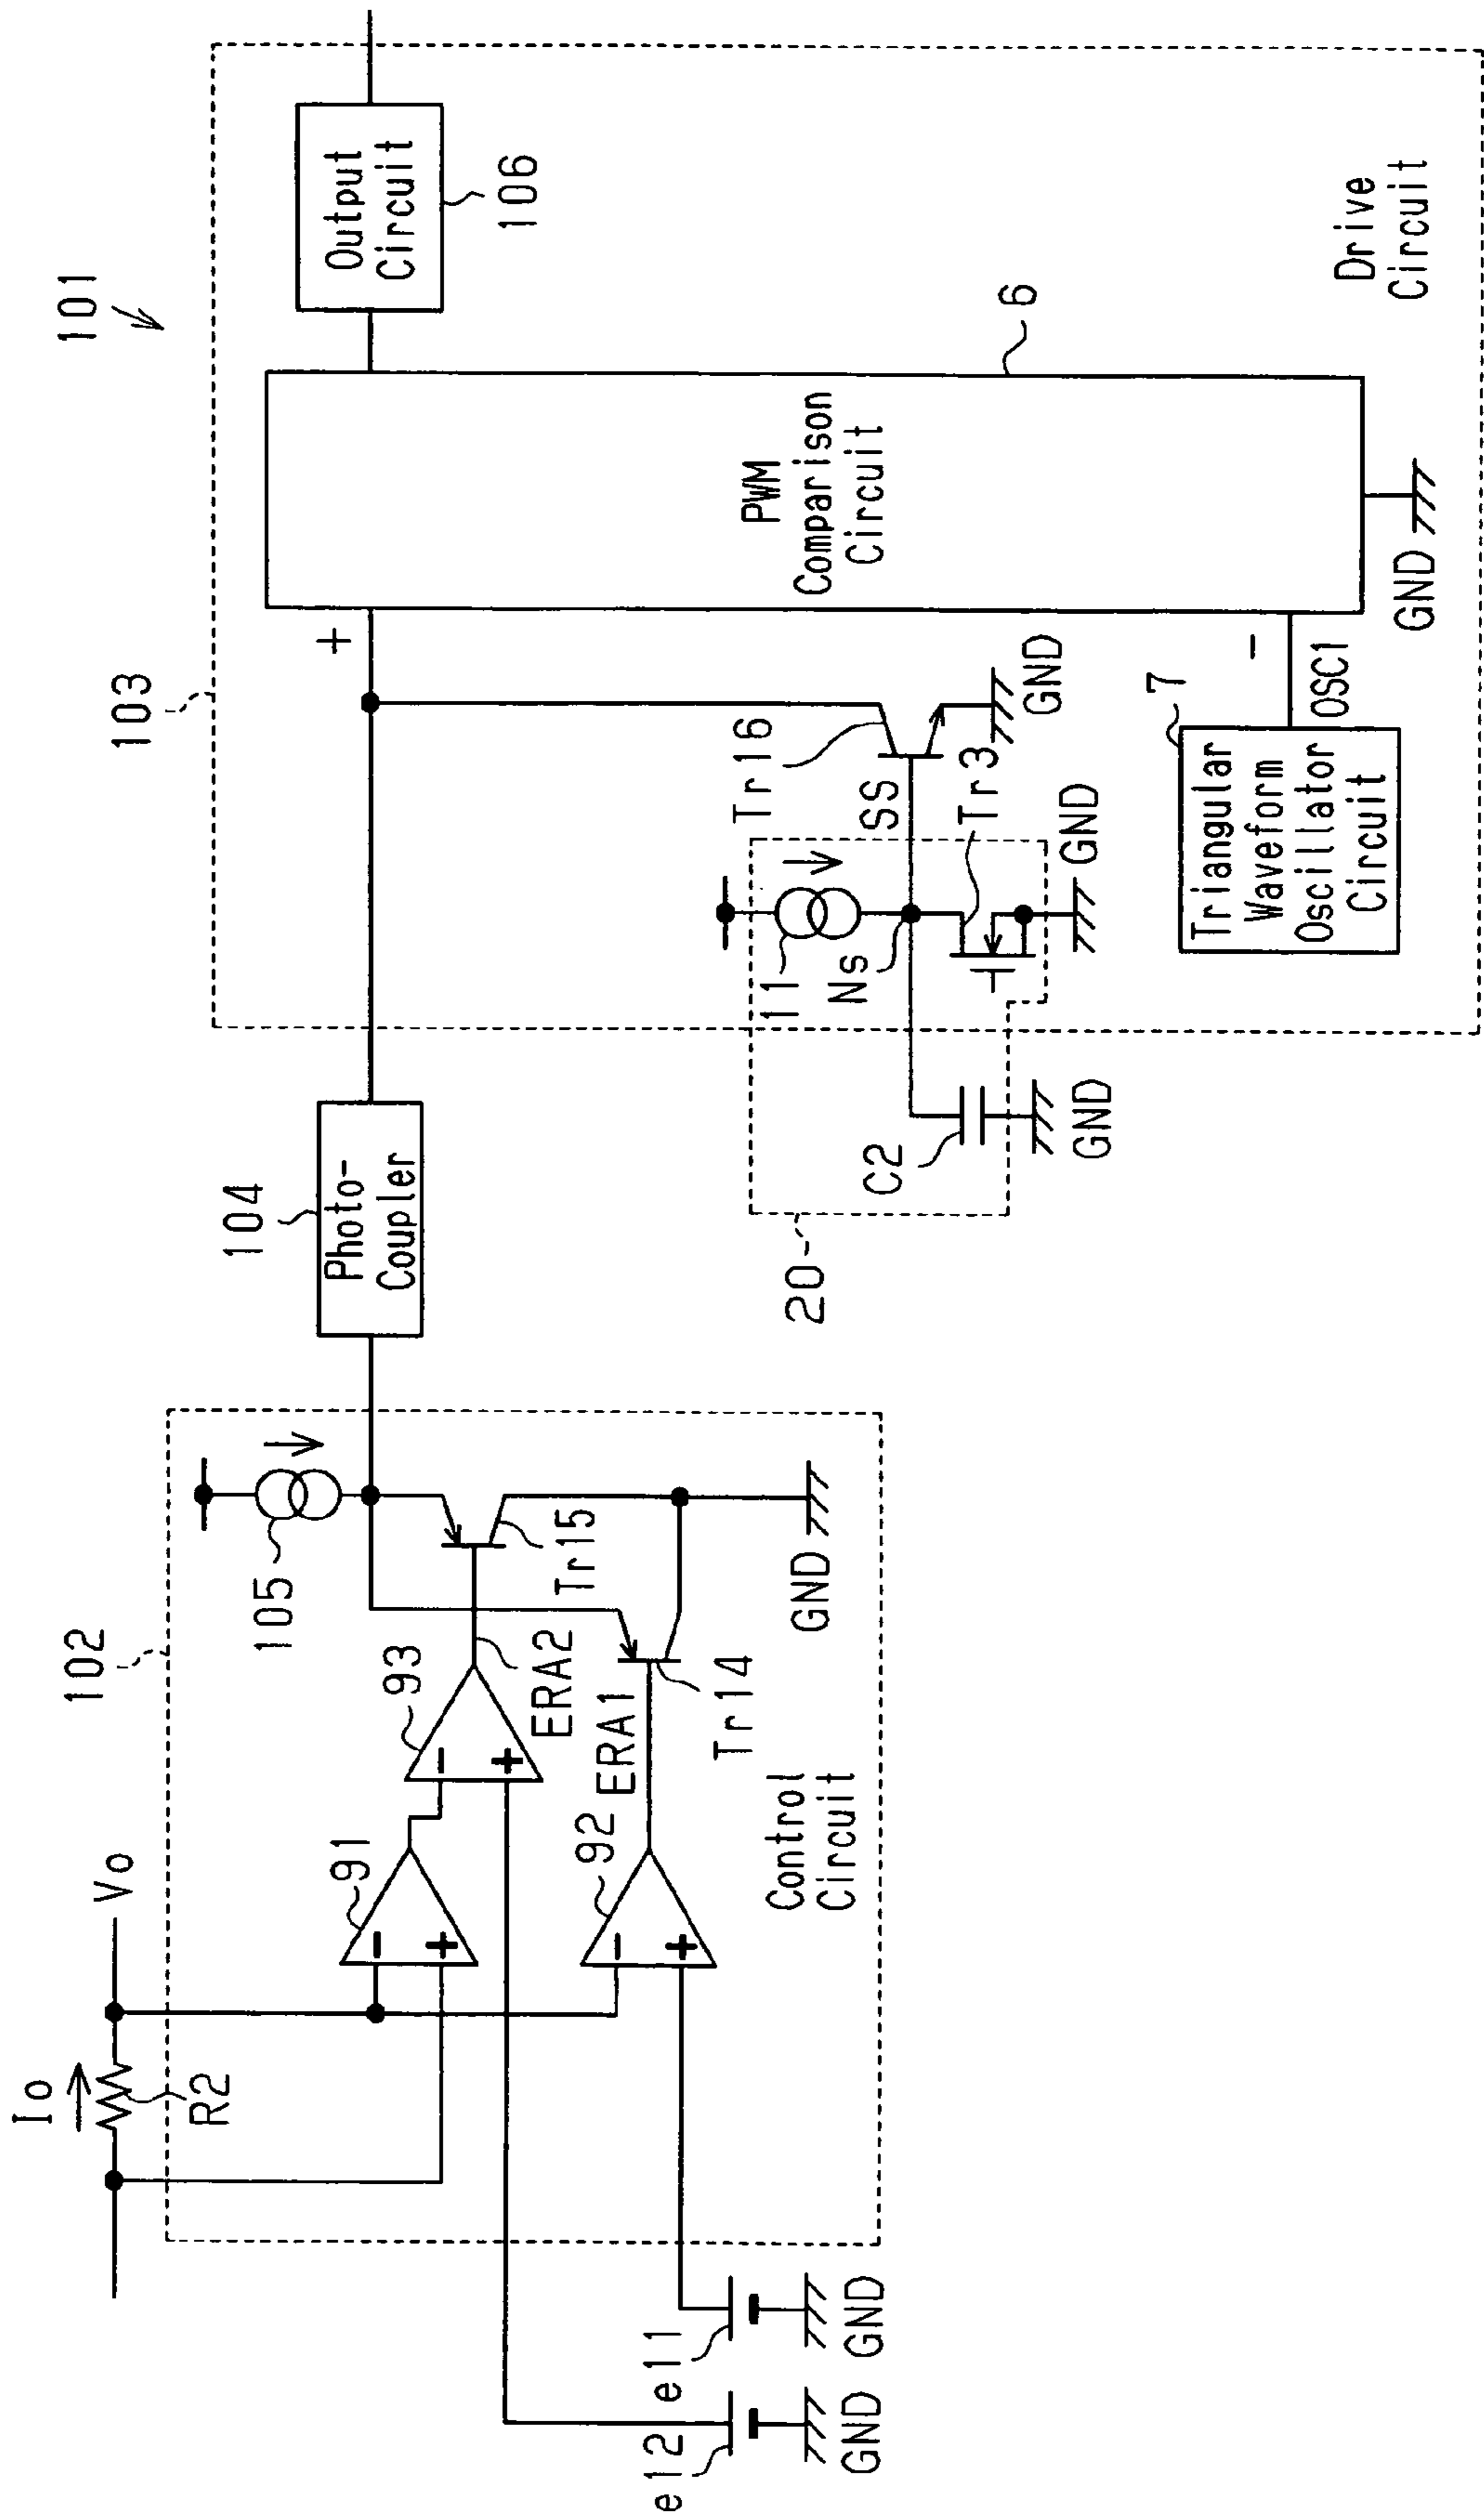 101
Io
Vo
R2
102
105
91
93
92
ERA2
ERA1
Tr15
Tr14
-
+
-
+
-
+
Control
Circuit
GND
e12
e11
GND
GND
104
Photo-
Coupler
103
+
-
PWM
Comparison
Circuit
6
Output
Circuit
106
Drive
Circuit
20
C2
GND
11
Ns
SS
Tr16
Tr3
GND
GND
7
Triangular
Waveform
Oscillator
Circuit
OSC1
GND